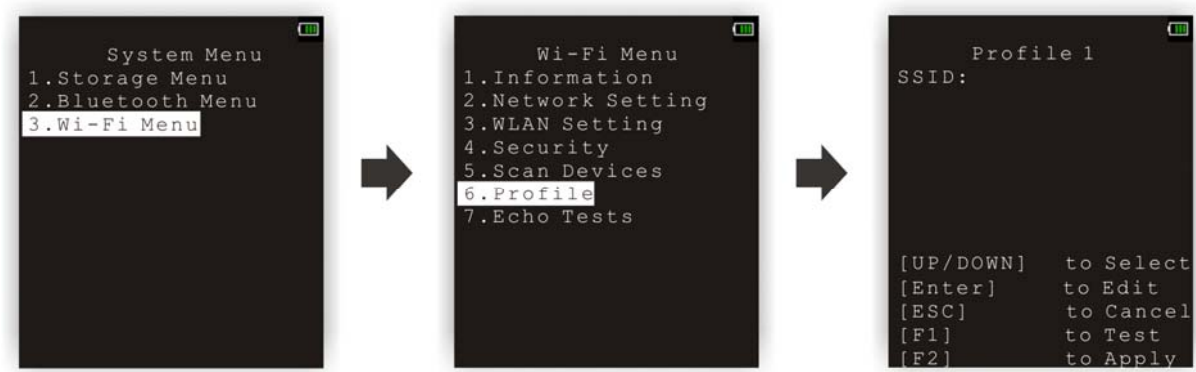 System Menu
1.Storage Menu
2.Bluetooth Menu
3.Wi-Fi Menu
Wi-Fi Menu
1.Information
2.Network Setting
3.WLAN Setting
4.Security
5.Scan Devices
6.Profile
7.Echo Tests
Profile 1
SSID:
[UP/DOWN] to Select
[Enter] to Edit
[ESC] to Cancel
[F1] to Test
[F2] to Apply